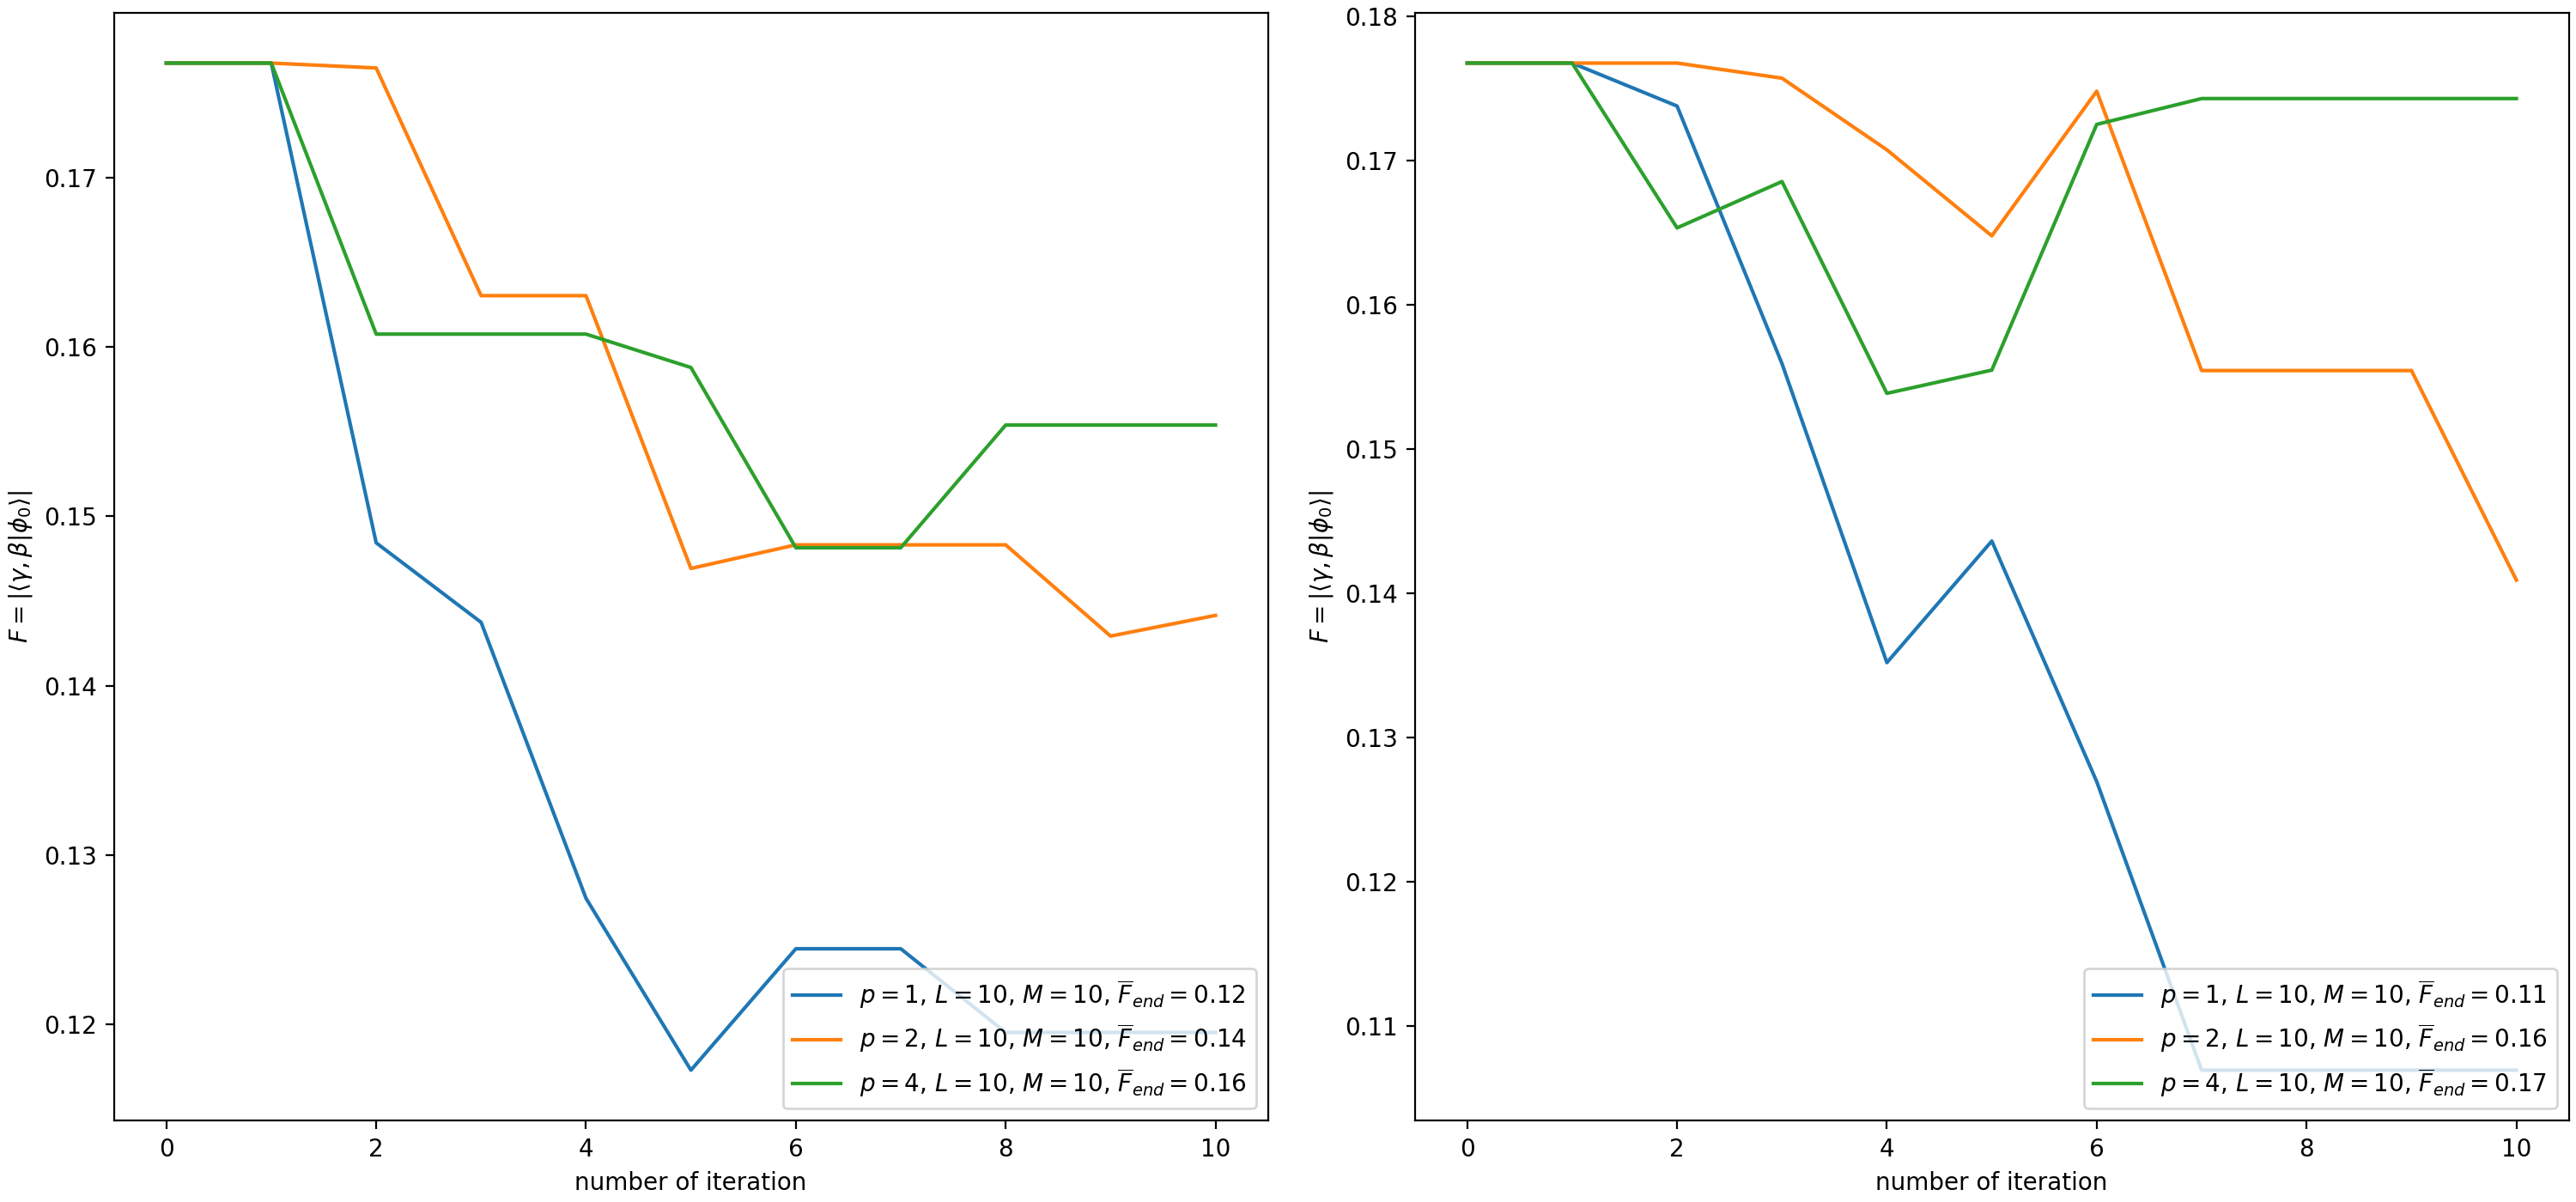 0.17
0.16
0.15
0.14
0.13
0.12
F = |⟨γ, β|ϕ₀⟩|
0 2 4 6 8 10
number of iteration
p = 1, L = 10, M = 10, F̅_end = 0.12
p = 2, L = 10, M = 10, F̅_end = 0.14
p = 4, L = 10, M = 10, F̅_end = 0.16
0.18
0.17
0.16
0.15
0.14
0.13
0.12
0.11
F = |⟨γ, β|ϕ₀⟩|
0 2 4 6 8 10
number of iteration
p = 1, L = 10, M = 10, F̅_end = 0.11
p = 2, L = 10, M = 10, F̅_end = 0.16
p = 4, L = 10, M = 10, F̅_end = 0.17